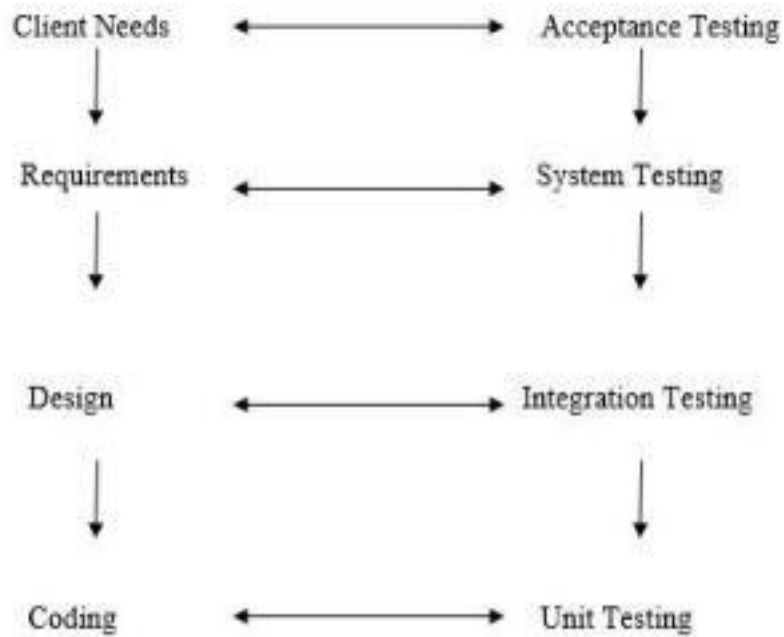 Client Needs Acceptance Testing
Requirements System Testing
Design Integration Testing
Coding Unit Testing